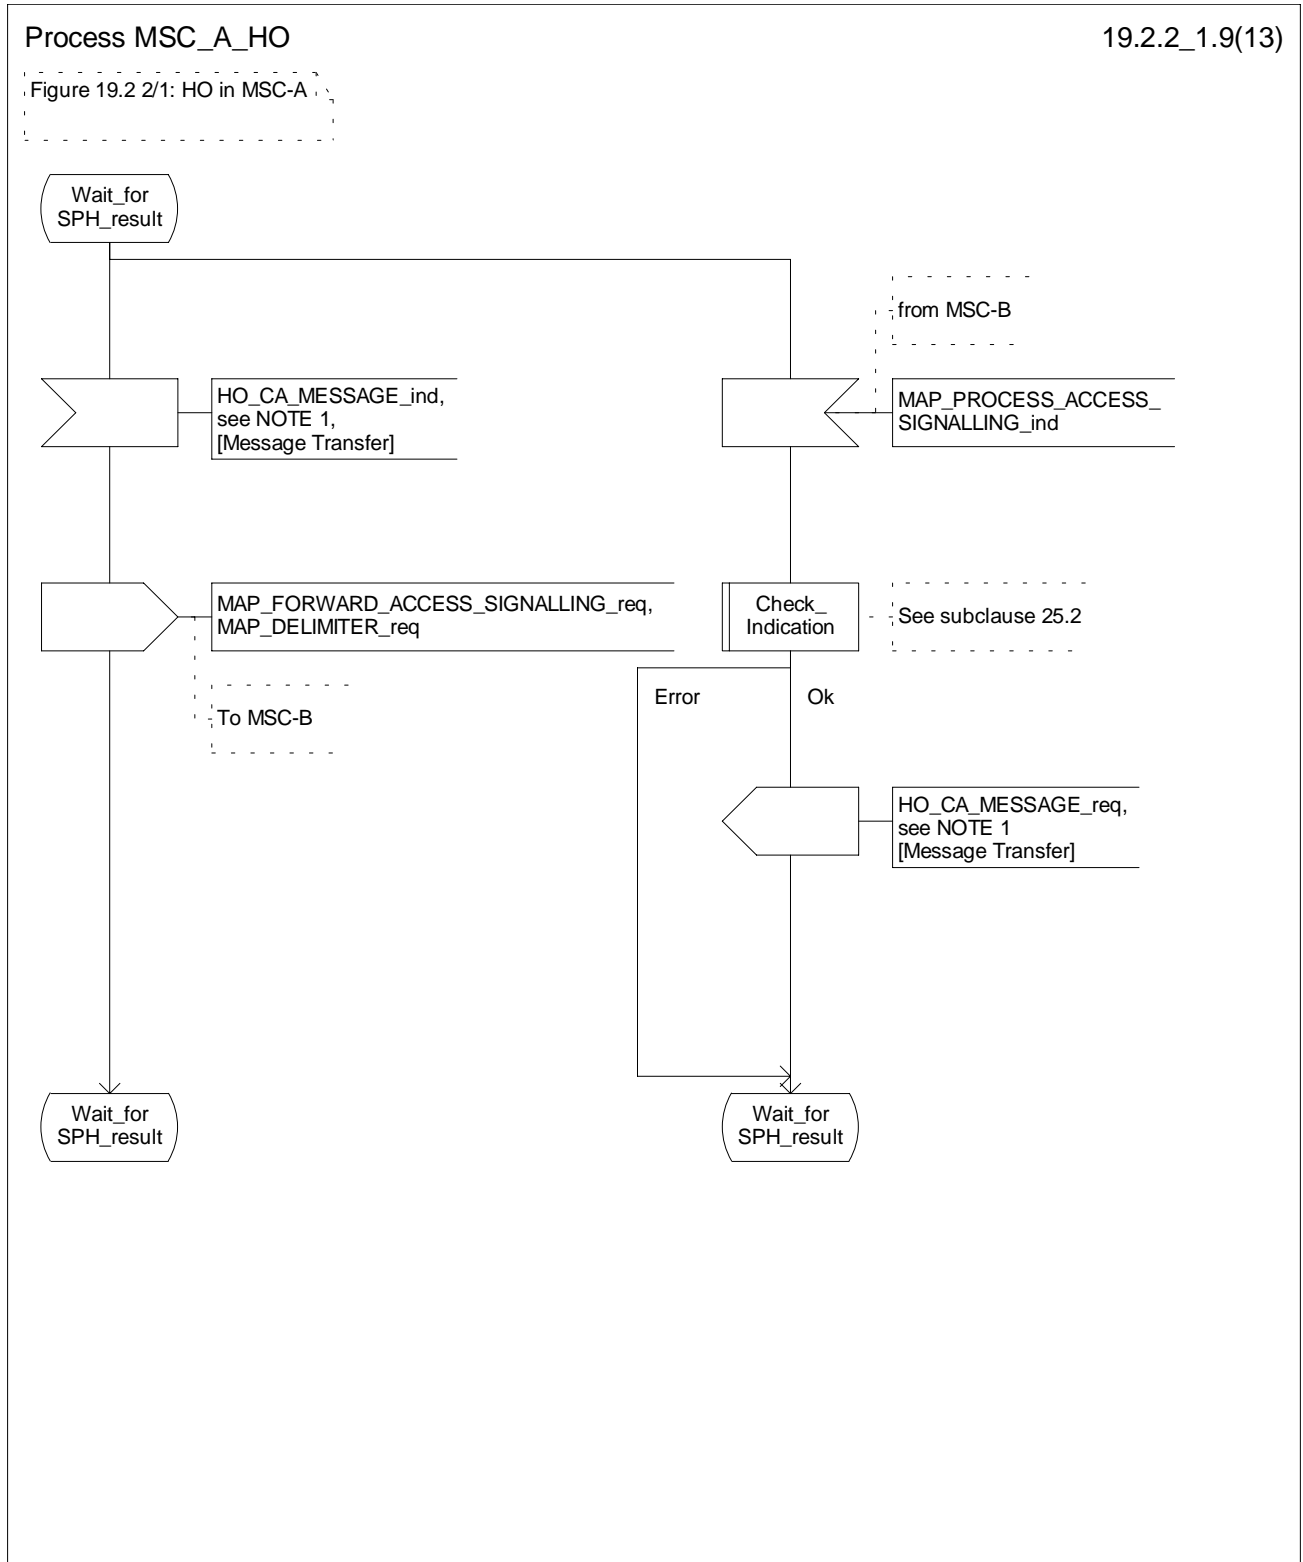 Process MSC_A_HO
19.2.2_1.9(13)
Figure 19.2 2/1: HO in MSC-A
Wait_for
SPH_result
from MSC-B
HO_CA_MESSAGE_ind,
see NOTE 1,
[Message Transfer]
MAP_PROCESS_ACCESS_
SIGNALLING_ind
MAP_FORWARD_ACCESS_SIGNALLING_req,
MAP_DELIMITER_req
Check_
Indication
See subclause 25.2
To MSC-B
Error
Ok
HO_CA_MESSAGE_req,
see NOTE 1
[Message Transfer]
Wait_for
SPH_result
Wait_for
SPH_result